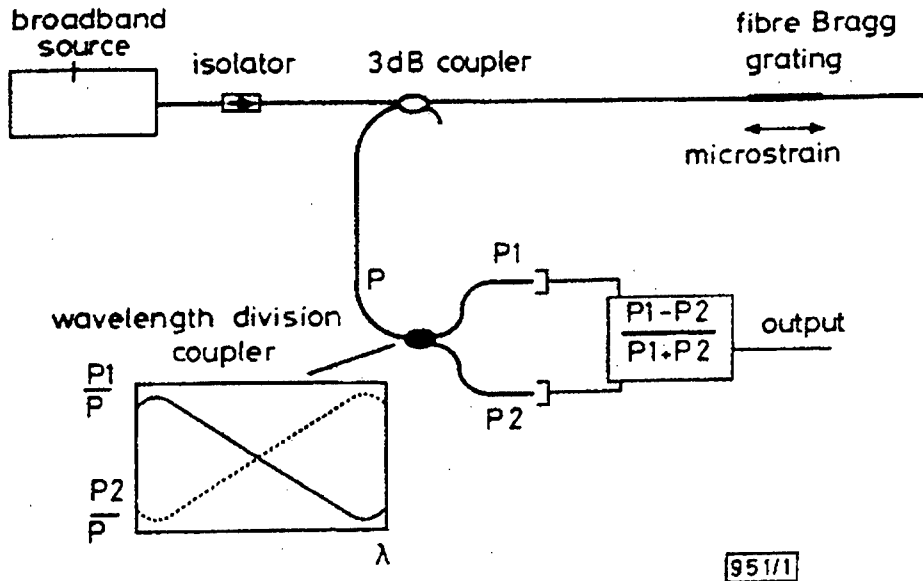 broadband
source
isolator
3dB coupler
fibre Bragg
grating
microstrain
P
P1
wavelength division
coupler
P1-P2
P1+P2
output
P2
P1
P
P2
P
λ
951/1